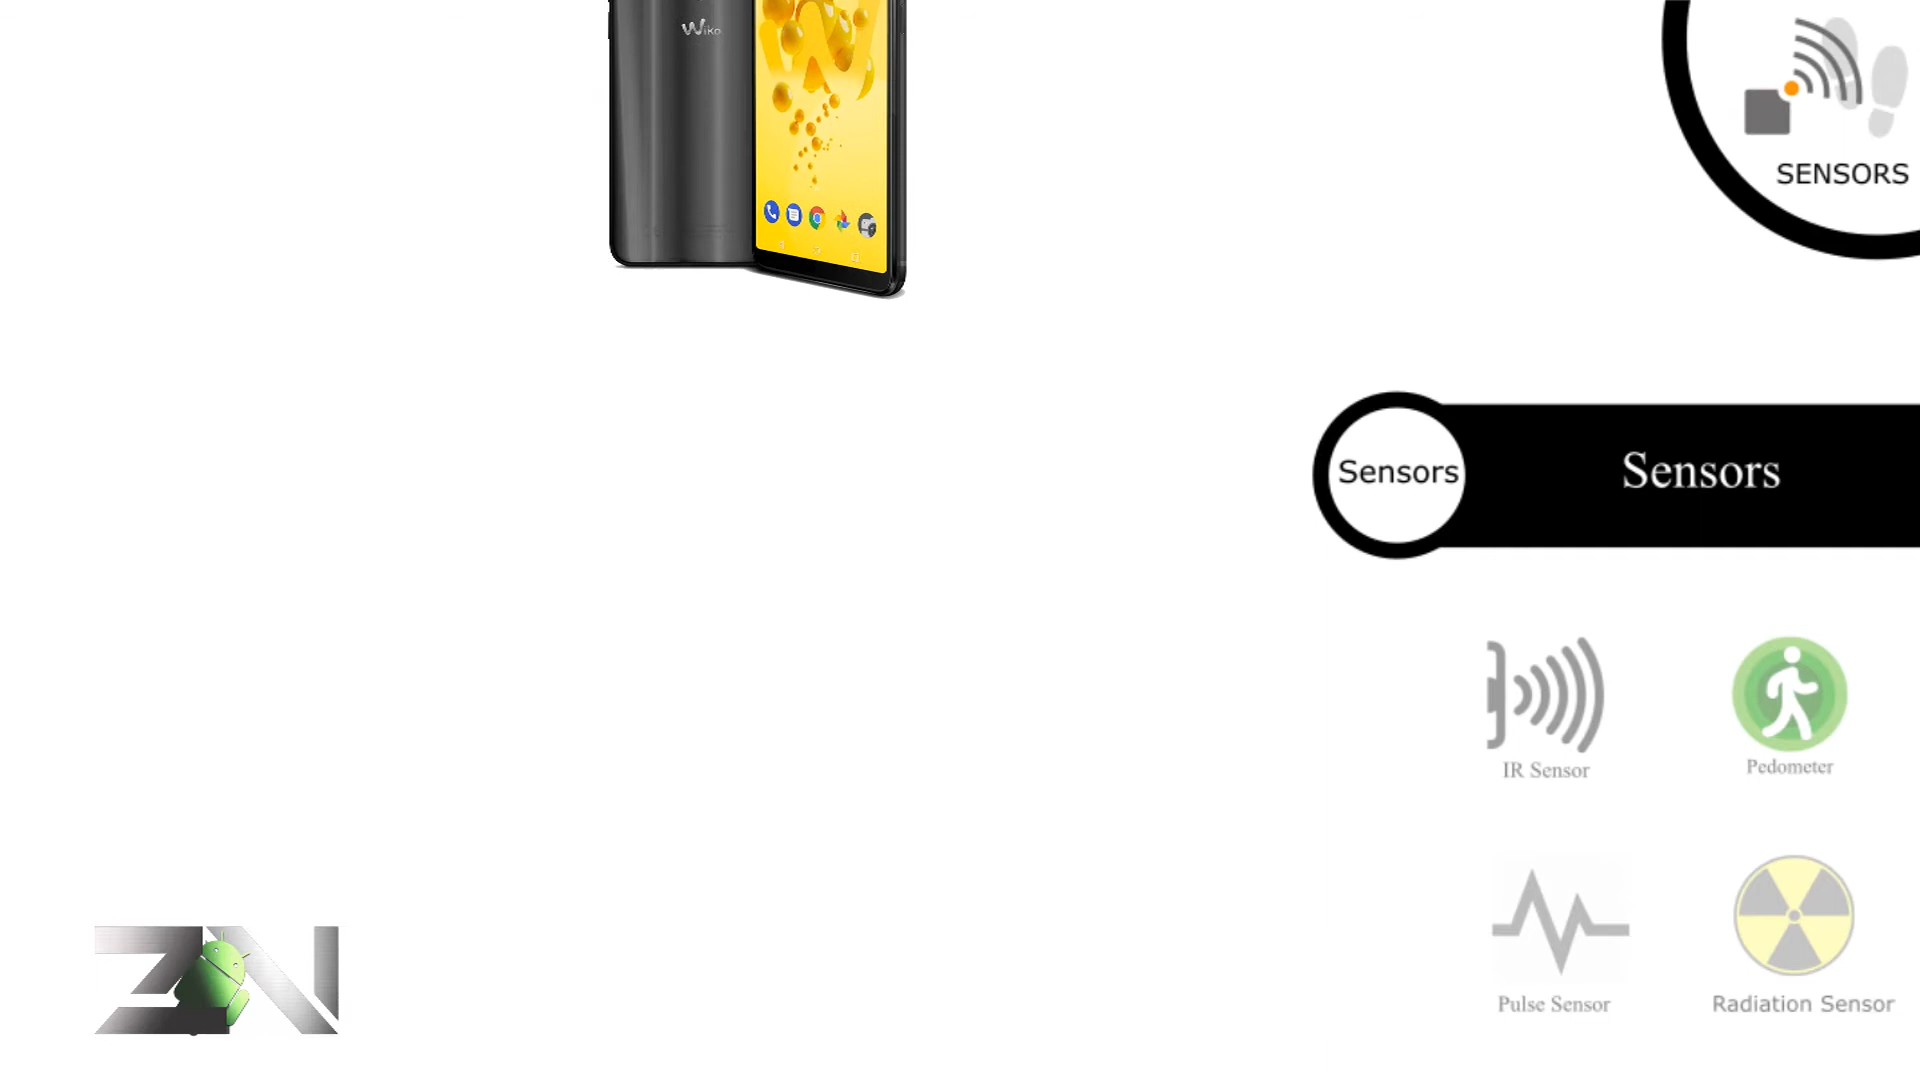 Wiko
SENSORS
Sensors
Sensors
IR Sensor
Pedometer
Pulse Sensor
Radiation Sensor